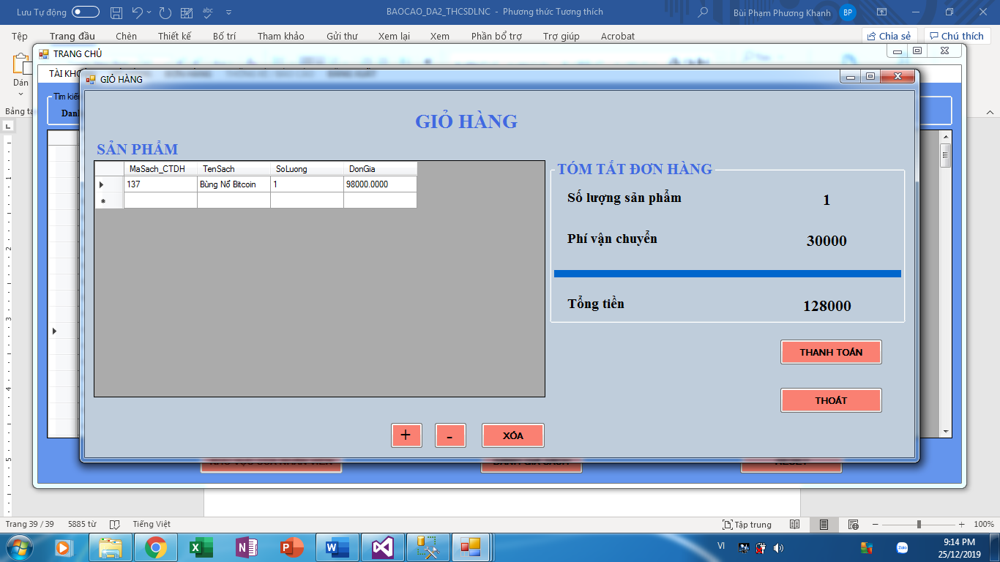 Lưu Tự động
BAOCAO_DA2_THCSDLNC - Phương thức Tương thích
Bùi Phạm Phương Khanh
BP
Tệp Trang đầu Chèn Thiết kế Bố trí Tham khảo Gửi thư Xem lại Xem Phần bổ trợ Trợ giúp Acrobat
Chia sẻ Chú thích
TRANG CHỦ
Dán
TÀI KHO
GIỎ HÀNG
Tìm kiế
Danh
Bảng tạ
GIỎ HÀNG
SẢN PHẨM
MaSach_CTDH TenSach SoLuong DonGia
137 Bùng Nổ Bitcoin 1 98000.0000
TÓM TẮT ĐƠN HÀNG
Số lượng sản phẩm 1
Phí vận chuyển 30000
Tổng tiền 128000
THANH TOÁN
THOÁT
+ - XÓA
Trang 39 / 39 5885 từ Tiếng Việt
Tập trung
100%
VI
Zalo
9:14 PM
25/12/2019